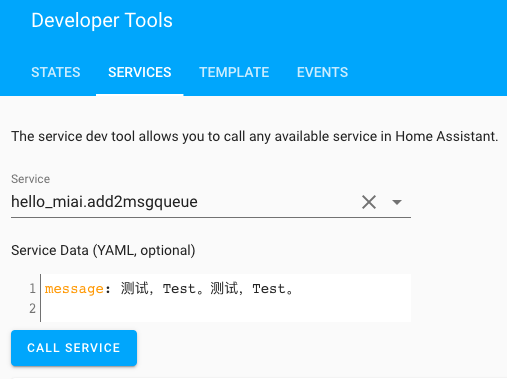 Developer Tools
STATES SERVICES TEMPLATE EVENTS
The service dev tool allows you to call any available service in Home Assistant.
Service
hello_miai.add2msgqueue
Service Data (YAML, optional)
1 message: 测试，Test。测试，Test。
2
CALL SERVICE